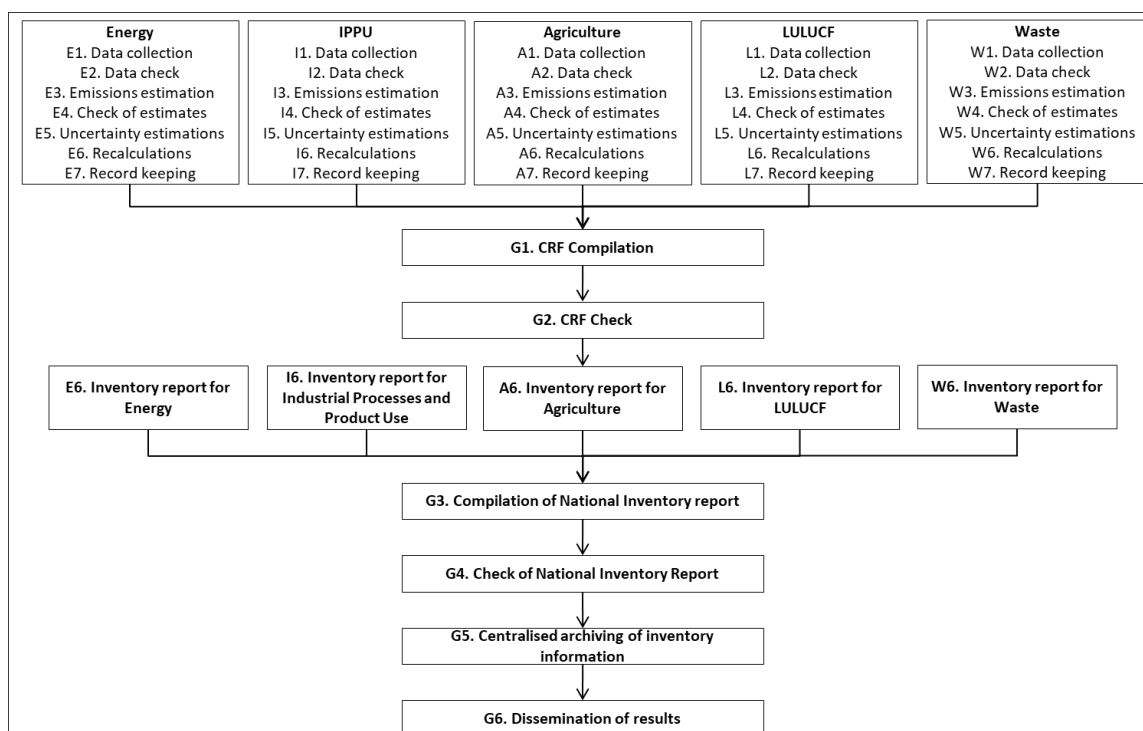 Energy
E1. Data collection
E2. Data check
E3. Emissions estimation
E4. Check of estimates
E5. Uncertainty estimations
E6. Recalculations
E7. Record keeping
IPPU
I1. Data collection
I2. Data check
I3. Emissions estimation
I4. Check of estimates
I5. Uncertainty estimations
I6. Recalculations
I7. Record keeping
Agriculture
A1. Data collection
A2. Data check
A3. Emissions estimation
A4. Check of estimates
A5. Uncertainty estimations
A6. Recalculations
A7. Record keeping
LULUCF
L1. Data collection
L2. Data check
L3. Emissions estimation
L4. Check of estimates
L5. Uncertainty estimations
L6. Recalculations
L7. Record keeping
Waste
W1. Data collection
W2. Data check
W3. Emissions estimation
W4. Check of estimates
W5. Uncertainty estimations
W6. Recalculations
W7. Record keeping
G1. CRF Compilation
G2. CRF Check
E6. Inventory report for
Energy
I6. Inventory report for
Industrial Processes and
Product Use
A6. Inventory report for
Agriculture
L6. Inventory report for
LULUCF
W6. Inventory report for
Waste
G3. Compilation of National Inventory report
G4. Check of National Inventory Report
G5. Centralised archiving of inventory
information
G6. Dissemination of results